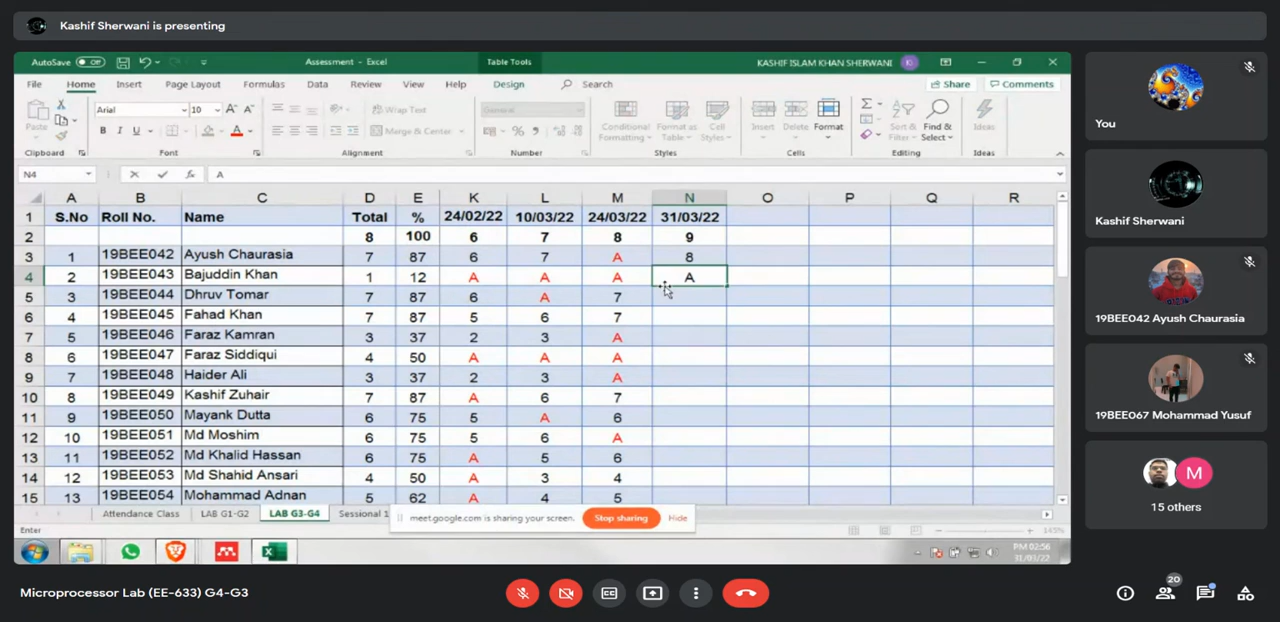 Kashif Sherwani is presenting
AutoSave Off Assessment - Excel Table Tools KASHIF ISLAM KHAN SHERWANI
File Home Insert Page Layout Formulas Data Review View Help Design Search Share Comments
Arial 10 A A Wrap Text General
Paste B I U A Merge & Center % Conditional Formatting Format as Table Cell Styles Insert Delete Format Sort & Filter Find & Select Ideas
Clipboard Font Alignment Number Styles Cells Editing Ideas
N4 fx A
A B C D E K L M N O P Q R
1 S.No Roll No. Name Total % 24/02/22 10/03/22 24/03/22 31/03/22
2 8 100 6 7 8 9
3 1 19BEE042 Ayush Chaurasia 7 87 6 7 A 8
4 2 19BEE043 Bajuddin Khan 1 12 A A A A
5 3 19BEE044 Dhruv Tomar 7 87 6 A 7
6 4 19BEE045 Fahad Khan 7 87 5 6 7
7 5 19BEE046 Faraz Kamran 3 37 2 3 A
8 6 19BEE047 Faraz Siddiqui 4 50 A A A
9 7 19BEE048 Haider Ali 3 37 2 3 A
10 8 19BEE049 Kashif Zuhair 7 87 A 6 7
11 9 19BEE050 Mayank Dutta 6 75 5 A 6
12 10 19BEE051 Md Moshim 6 75 5 6 A
13 11 19BEE052 Md Khalid Hassan 6 75 A 5 6
14 12 19BEE053 Md Shahid Ansari 4 50 A 3 4
15 13 19BEE054 Mohammad Adnan 5 62 A 4 5
Attendance Class LAB G1-G2 LAB G3-G4 Sessional 1
meet.google.com is sharing your screen. Stop sharing Hide
Enter 145%
PM 02:56
31/03/22
You
Kashif Sherwani
19BEE042 Ayush Chaurasia
19BEE067 Mohammad Yusuf
M
15 others
Microprocessor Lab (EE-633) G4-G3
CC
20